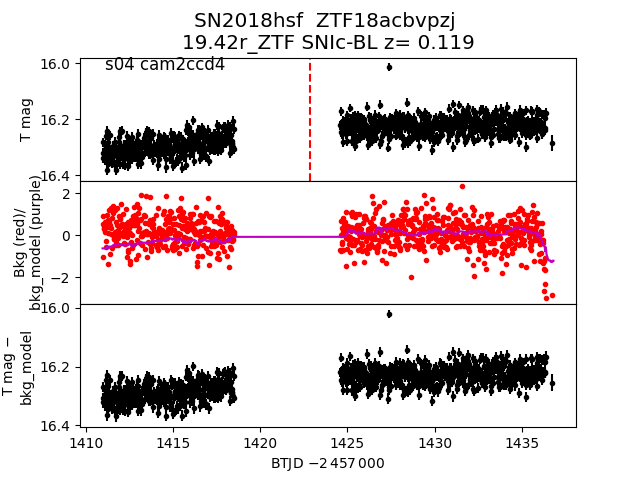 SN2018hsf ZTF18acbvpzj
19.42r_ZTF SNIc-BL z= 0.119
s04 cam2ccd4
16.0
16.2
16.4
T mag
2
0
−2
Bkg (red)/
bkg_model (purple)
16.0
16.2
16.4
T mag −
bkg_model
1410
1415
1420
1425
1430
1435
BTJD −2 457 000